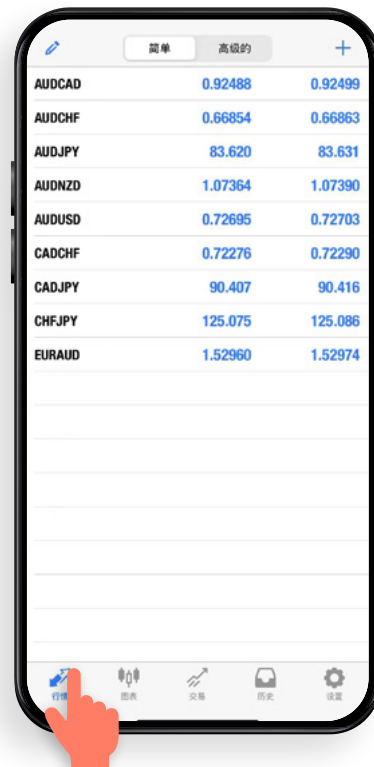 简单 高级的
AUDCAD 0.92488 0.92499
AUDCHF 0.66854 0.66863
AUDJPY 83.620 83.631
AUDNZD 1.07364 1.07390
AUDUSD 0.72695 0.72703
CADCHF 0.72276 0.72290
CADJPY 90.407 90.416
CHFJPY 125.075 125.086
EURAUD 1.52960 1.52974
行情 图表 交易 历史 设置